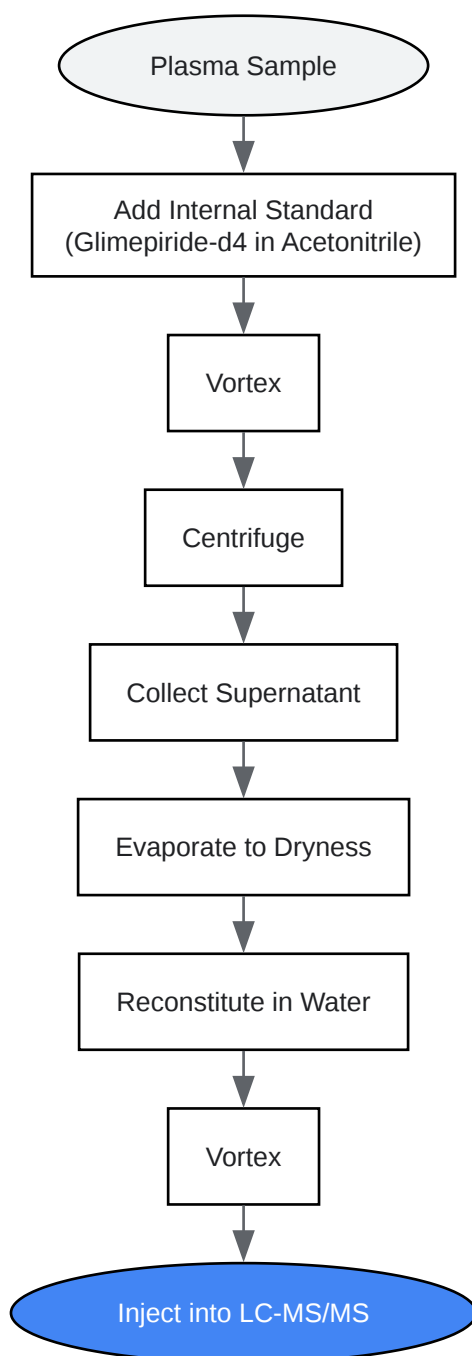 Plasma Sample
Add Internal Standard
(Glimepiride-d4 in Acetonitrile)
Vortex
Centrifuge
Collect Supernatant
Evaporate to Dryness
Reconstitute in Water
Vortex
Inject into LC-MS/MS